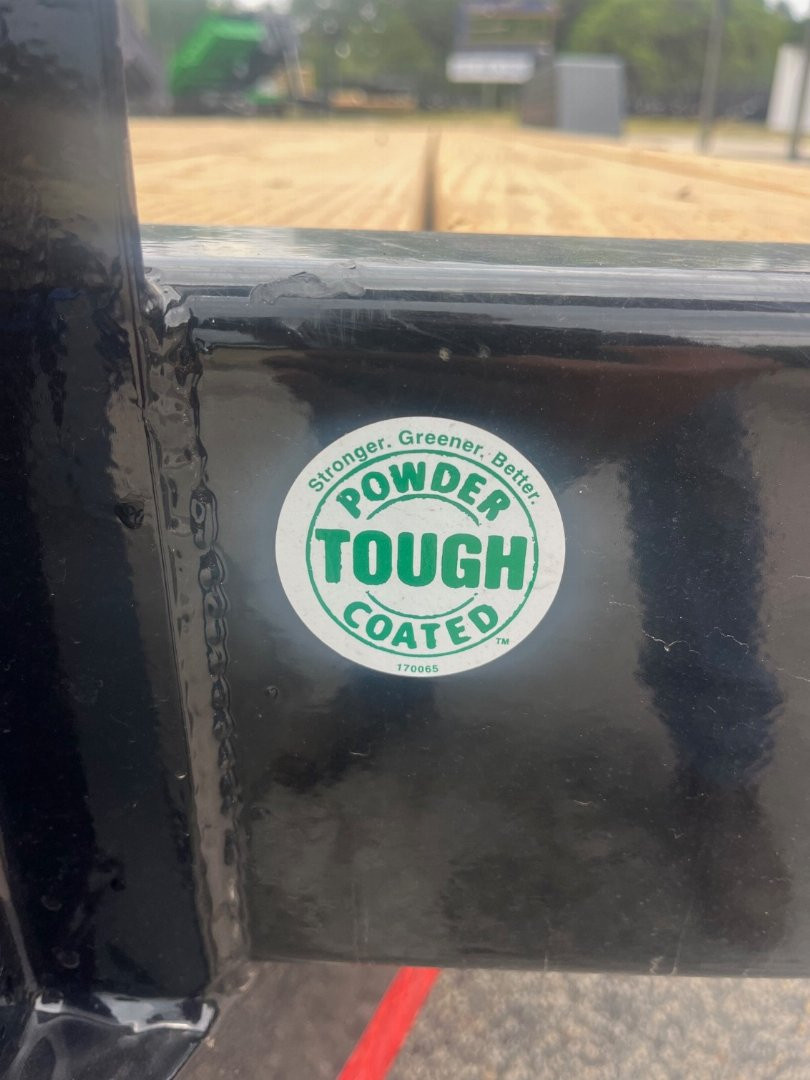 Stronger. Greener. Better.
POWDER
TOUGH
COATED
TM
170065